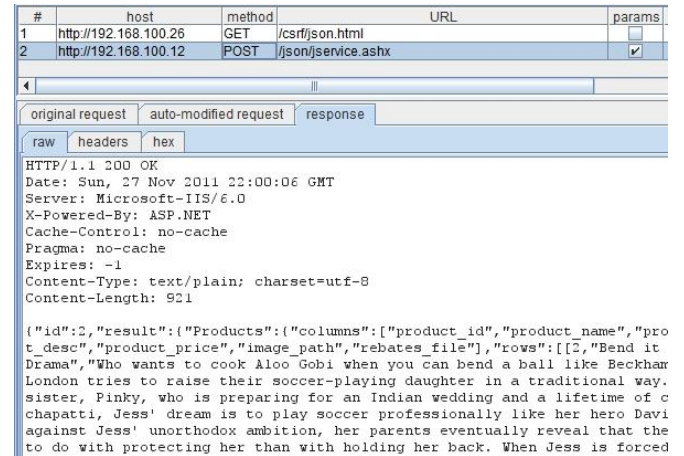 # host method URL params
1 http://192.168.100.26 GET /csrf/json.html
2 http://192.168.100.12 POST /json/jservice.ashx
original request auto-modified request response
raw headers hex
HTTP/1.1 200 OK
Date: Sun, 27 Nov 2011 22:00:06 GMT
Server: Microsoft-IIS/6.0
X-Powered-By: ASP.NET
Cache-Control: no-cache
Pragma: no-cache
Expires: -1
Content-Type: text/plain; charset=utf-8
Content-Length: 921
{"id":2,"result":{"Products":{"columns":["product_id","product_name","pro
t_desc","product_price","image_path","rebates_file"],"rows":[[2,"Bend it
Drama","Who wants to cook Aloo Gobi when you can bend a ball like Beckham
London tries to raise their soccer-playing daughter in a traditional way.
sister, Pinky, who is preparing for an Indian wedding and a lifetime of c
chapatti, Jess' dream is to play soccer professionally like her hero Davi
against Jess' unorthodox ambition, her parents eventually reveal that the
to do with protecting her than with holding her back. When Jess is forced